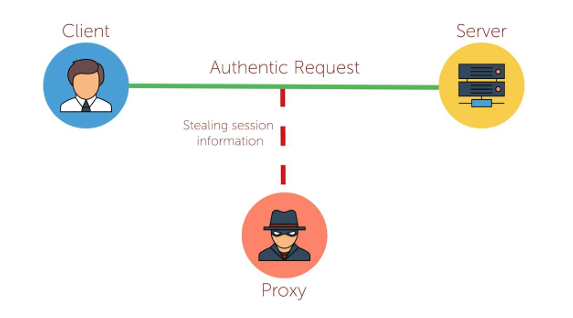 Client
Server
Authentic Request
Stealing session
information
Proxy